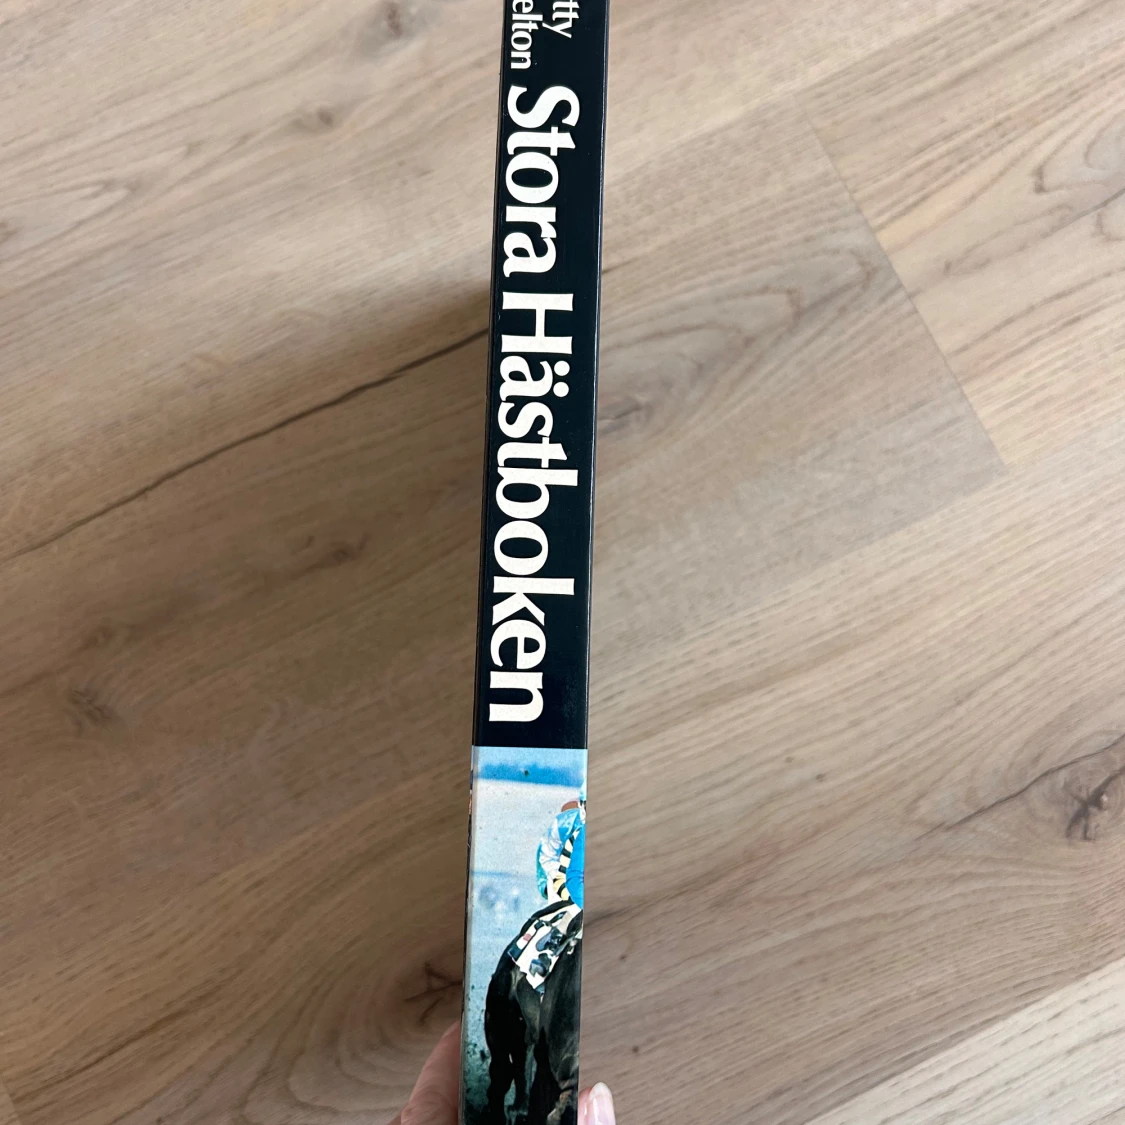 tty
elton
Stora Hästboken